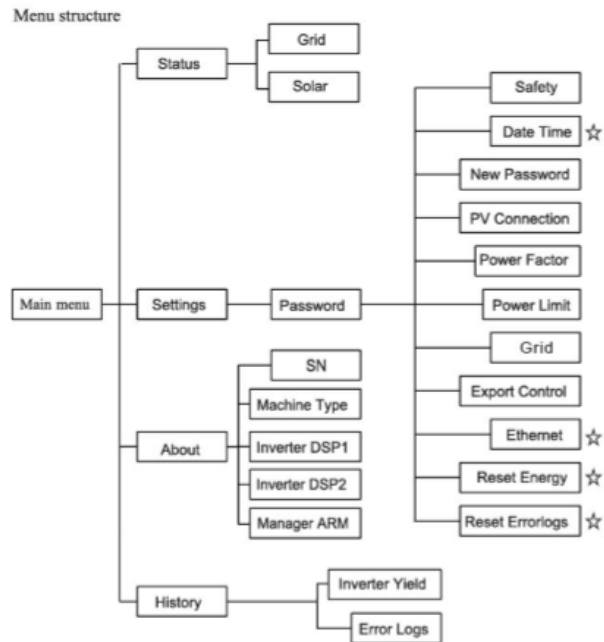 Menu structure
Main menu
Status
Grid
Solar
Settings
Password
Safety
Date Time ☆
New Password
PV Connection
Power Factor
Power Limit
Grid
Export Control
Ethernet ☆
Reset Energy ☆
Reset Errorlogs ☆
About
SN
Machine Type
Inverter DSP1
Inverter DSP2
Manager ARM
History
Inverter Yield
Error Logs